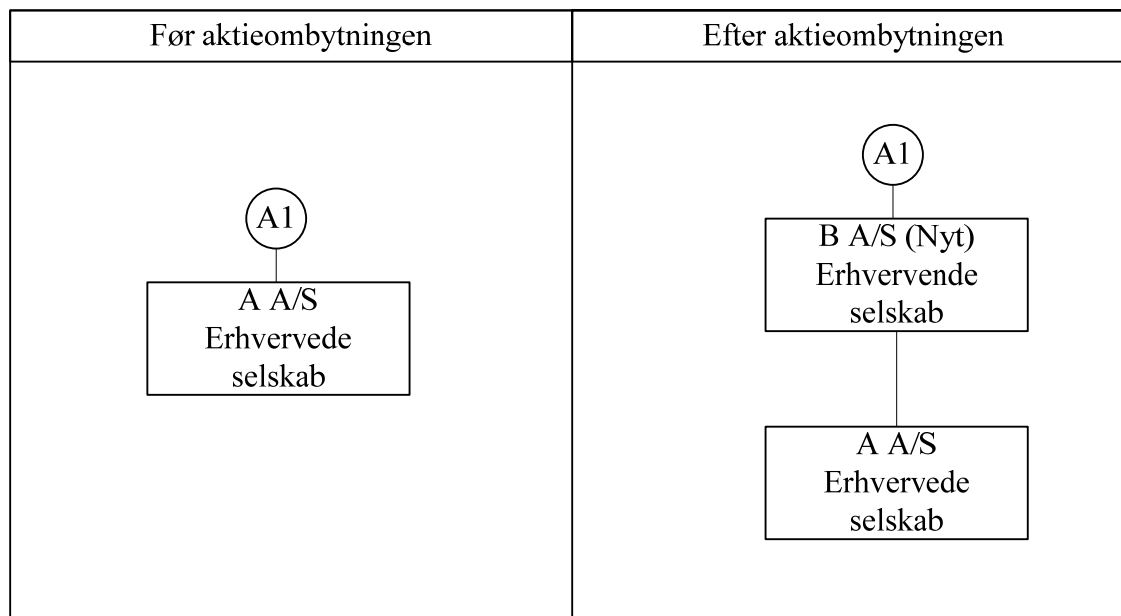 Før aktieombytningen
Efter aktieombytningen
A1
A A/S
Erhvervede
selskab
A1
B A/S (Nyt)
Erhvervende
selskab
A A/S
Erhvervede
selskab